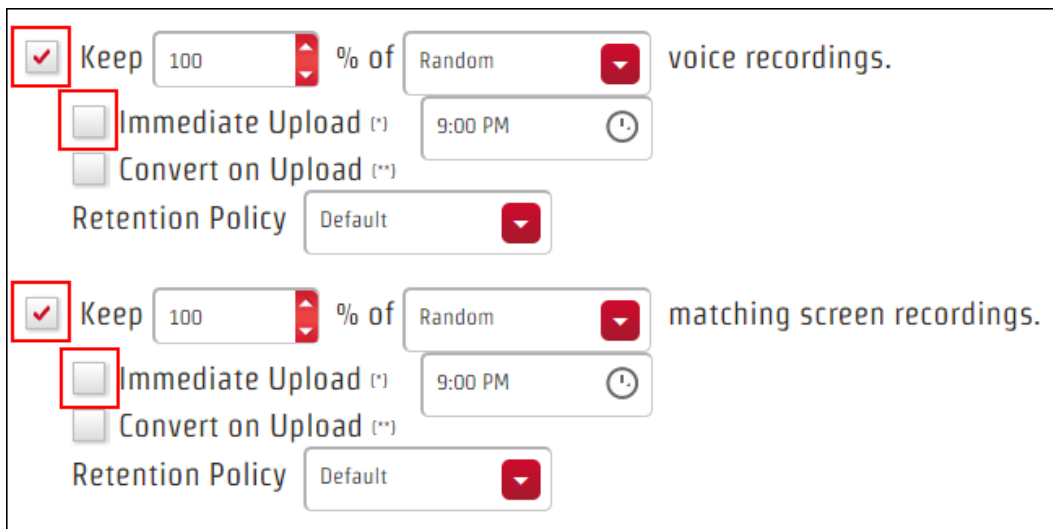 Keep 100 % of Random voice recordings.
Immediate Upload (*) 9:00 PM
Convert on Upload (**)
Retention Policy Default
Keep 100 % of Random matching screen recordings.
Immediate Upload (*) 9:00 PM
Convert on Upload (**)
Retention Policy Default